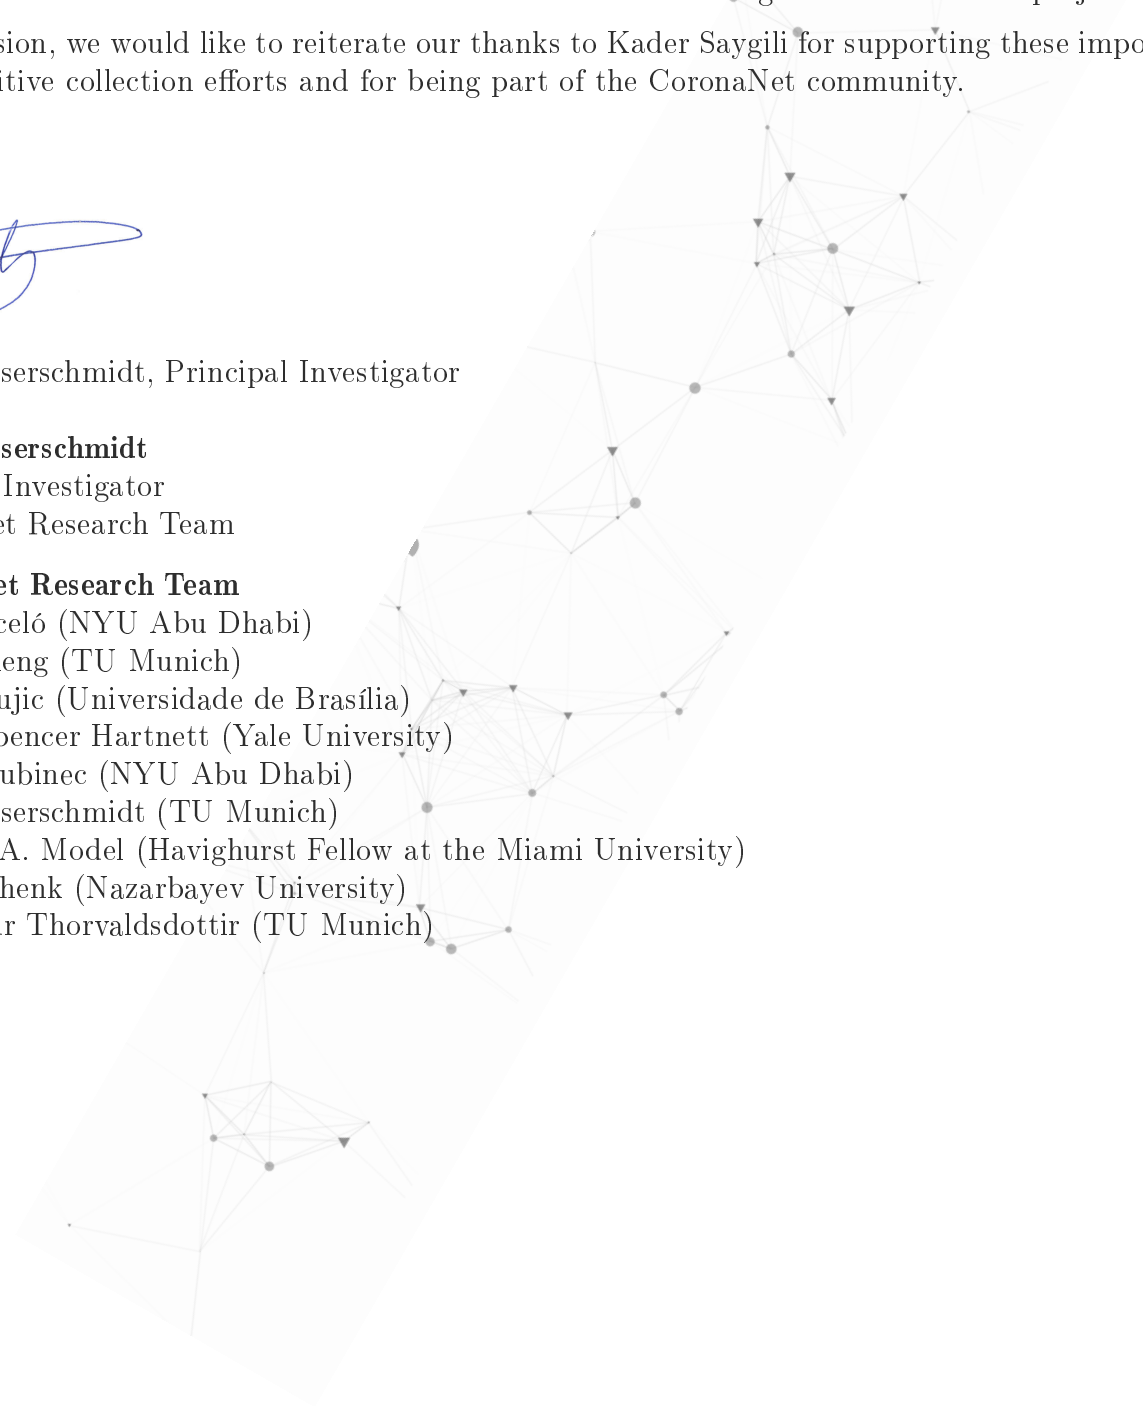 sion, we would like to reiterate our thanks to Kader Saygili for supporting these impo
itive collection efforts and for being part of the CoronaNet community.
serschmidt, Principal Investigator
serschmidt
Investigator
et Research Team
et Research Team
celó (NYU Abu Dhabi)
eng (TU Munich)
ujic (Universidade de Brasília)
pencer Hartnett (Yale University)
ubinec (NYU Abu Dhabi)
serschmidt (TU Munich)
A. Model (Havighurst Fellow at the Miami University)
henk (Nazarbayev University)
ur Thorvaldsdottir (TU Munich)